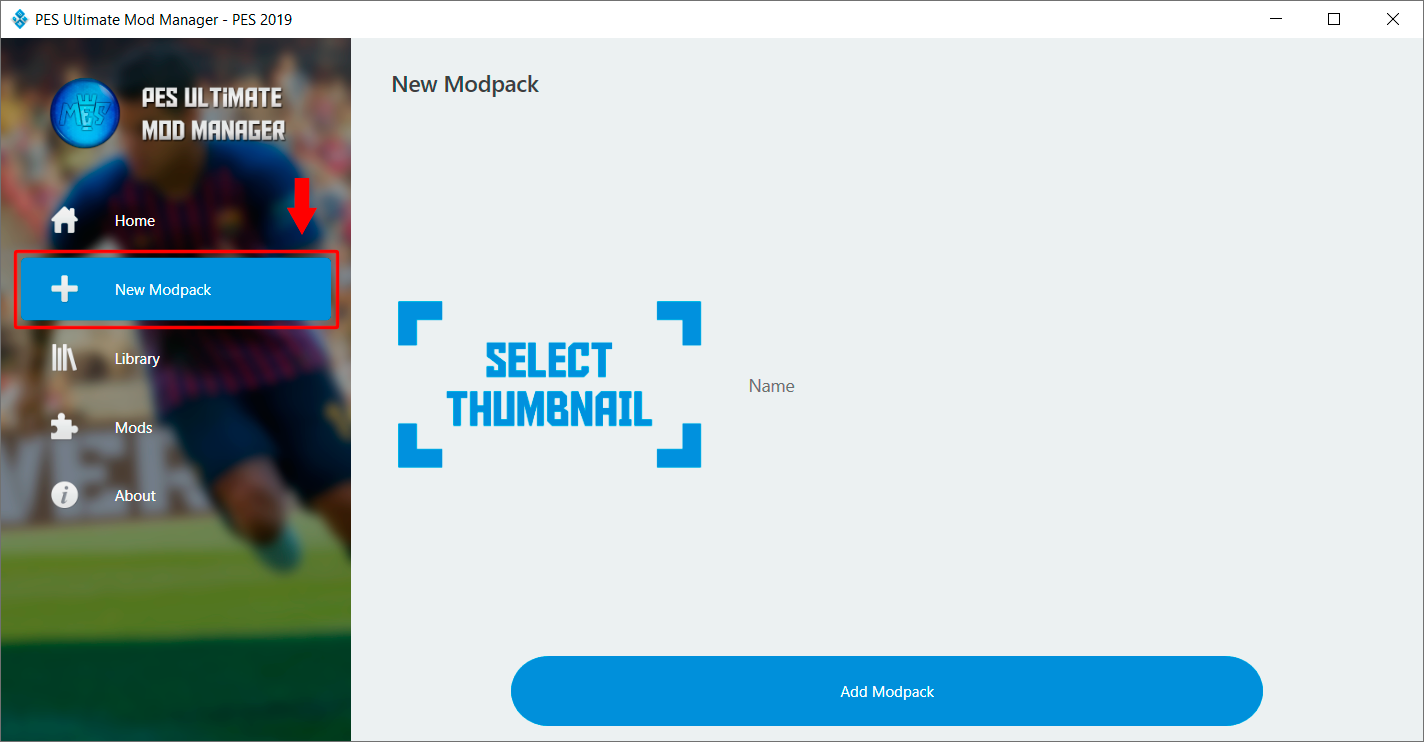 PES Ultimate Mod Manager - PES 2019
PES ULTIMATE
MOD MANAGER
Home
New Modpack
Library
Mods
About
New Modpack
SELECT
THUMBNAIL
Name
Add Modpack